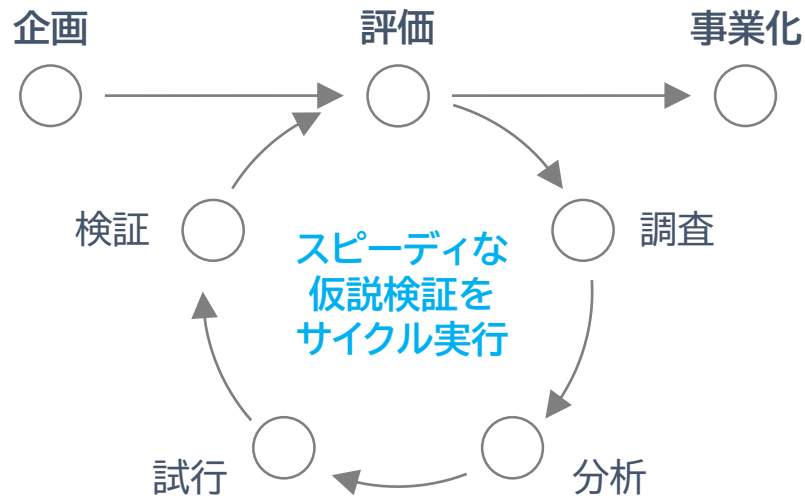 企画
評価
事業化
検証
調査
スピーディな
仮説検証を
サイクル実行
試行
分析